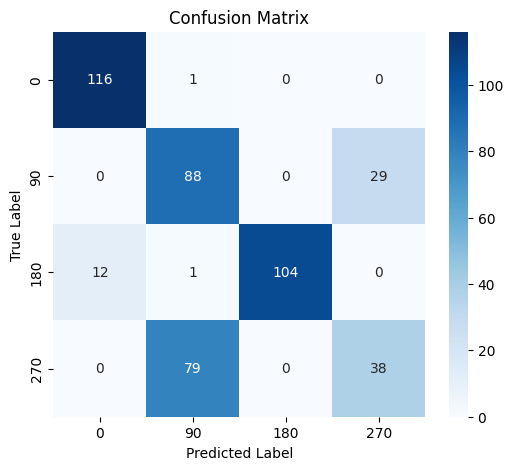 Confusion Matrix
True Label
0 116 1 0 0
90 0 88 0 29
180 12 1 104 0
270 0 79 0 38
0 90 180 270
Predicted Label
100
80
60
40
20
0